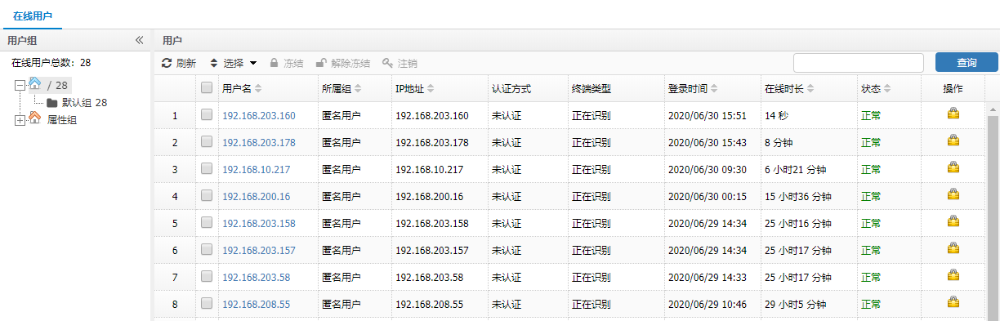 在线用户
用户组
用户
在线用户总数：28
/ 28
默认组 28
属性组
刷新 选择 冻结 解除冻结 注销 查询
用户名 所属组 IP地址 认证方式 终端类型 登录时间 在线时长 状态 操作
1 192.168.203.160 匿名用户 192.168.203.160 未认证 正在识别 2020/06/30 15:51 14 秒 正常
2 192.168.203.178 匿名用户 192.168.203.178 未认证 正在识别 2020/06/30 15:43 8 分钟 正常
3 192.168.10.217 匿名用户 192.168.10.217 未认证 正在识别 2020/06/30 09:30 6 小时21 分钟 正常
4 192.168.200.16 匿名用户 192.168.200.16 未认证 正在识别 2020/06/30 00:15 15 小时36 分钟 正常
5 192.168.203.158 匿名用户 192.168.203.158 未认证 正在识别 2020/06/29 14:34 25 小时16 分钟 正常
6 192.168.203.157 匿名用户 192.168.203.157 未认证 正在识别 2020/06/29 14:34 25 小时17 分钟 正常
7 192.168.203.58 匿名用户 192.168.203.58 未认证 正在识别 2020/06/29 14:33 25 小时17 分钟 正常
8 192.168.208.55 匿名用户 192.168.208.55 未认证 正在识别 2020/06/29 10:46 29 小时5 分钟 正常